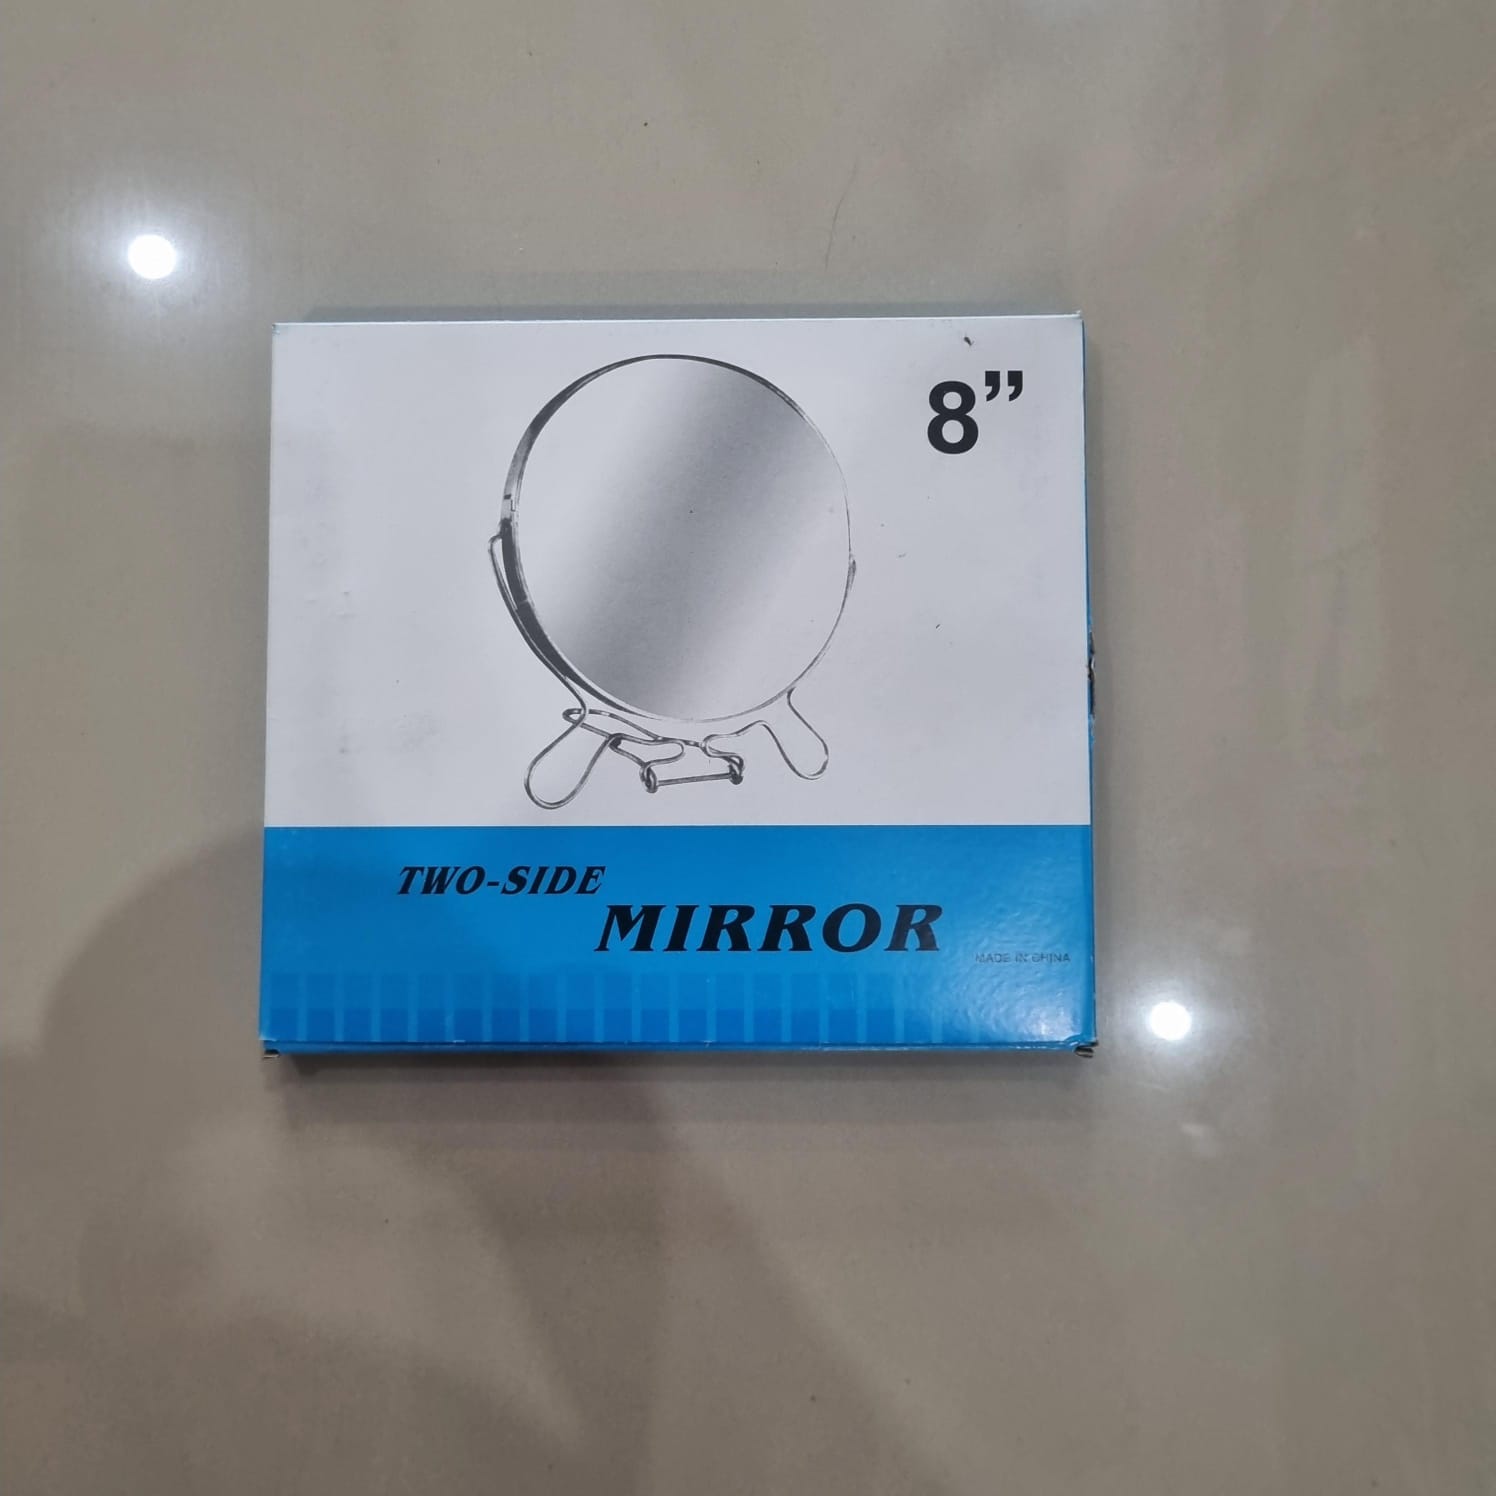 8”
TWO-SIDE
MIRROR
MADE IN CHINA